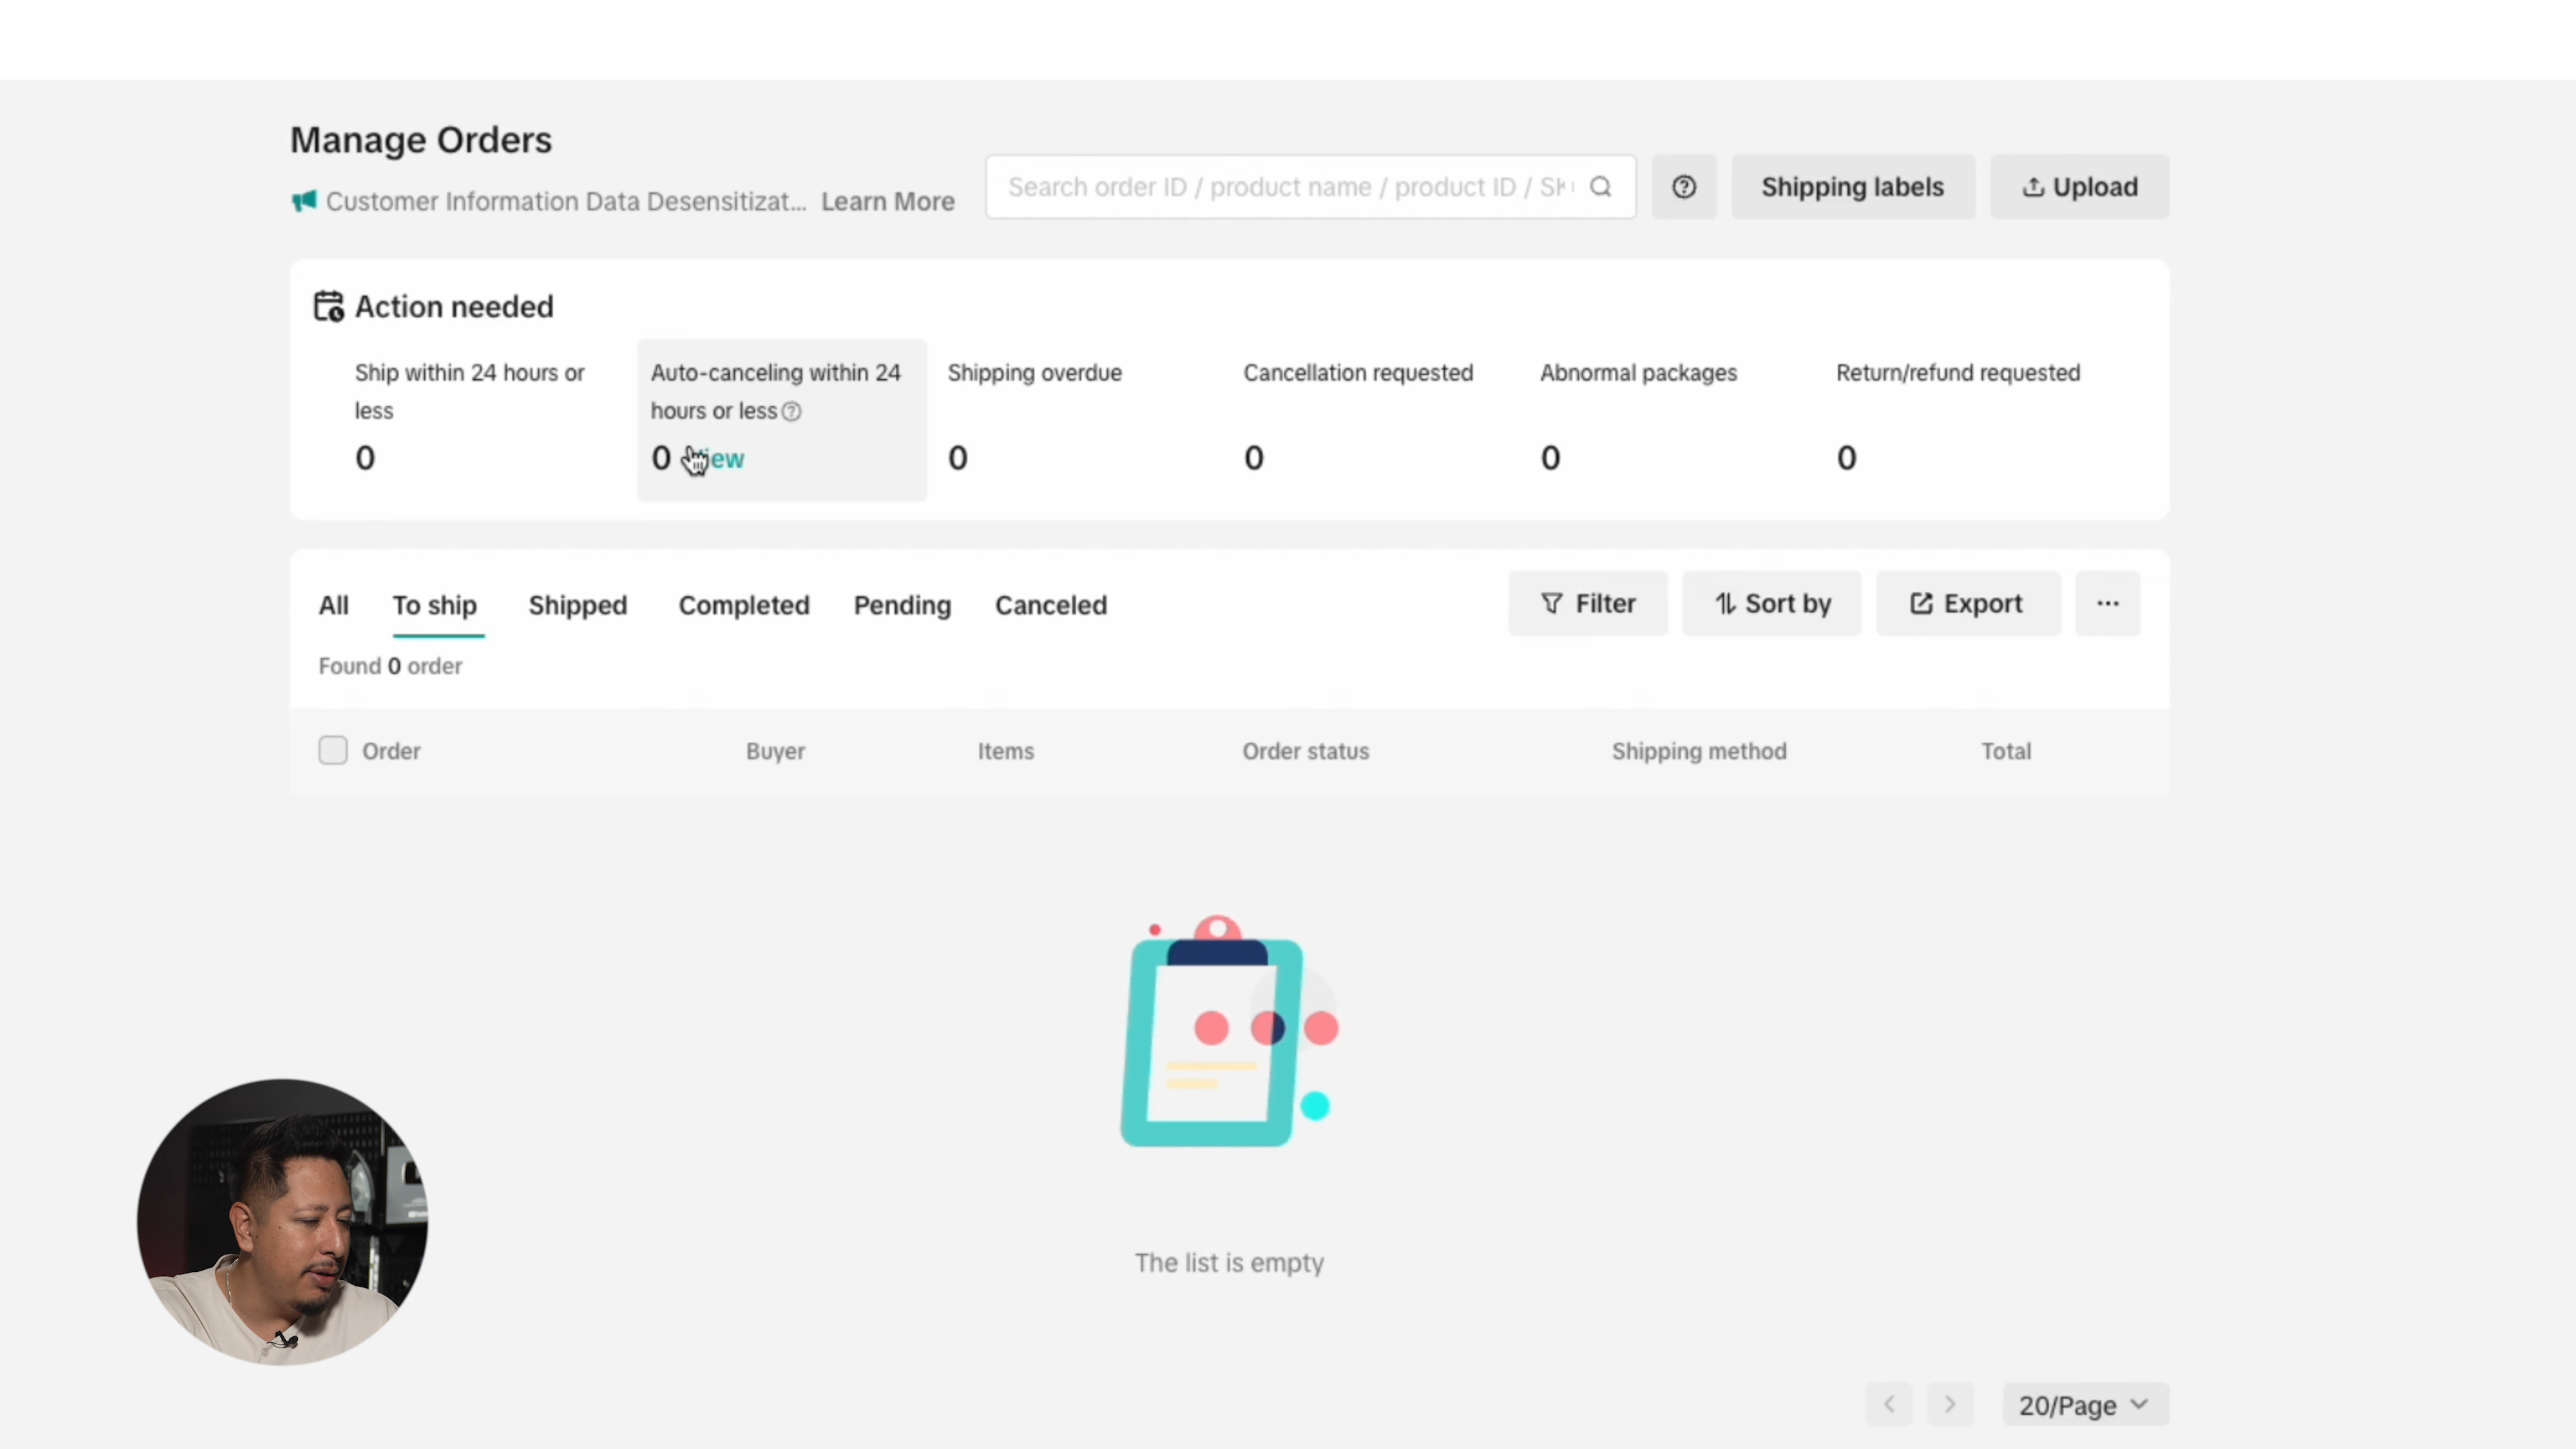 Manage Orders
Customer Information Data Desensitizat... Learn More
Search order ID / product name / product ID /
Shipping labels
Upload
Action needed
Ship within 24 hours or
less
0
Auto-canceling within 24
hours or less
0
Shipping overdue
0
Cancellation requested
0
Abnormal packages
0
Return/refund requested
0
All To ship Shipped Completed Pending Canceled
Filter Sort by Export
Found 0 order
Order Buyer Items Order status Shipping method Total
The list is empty
20/Page